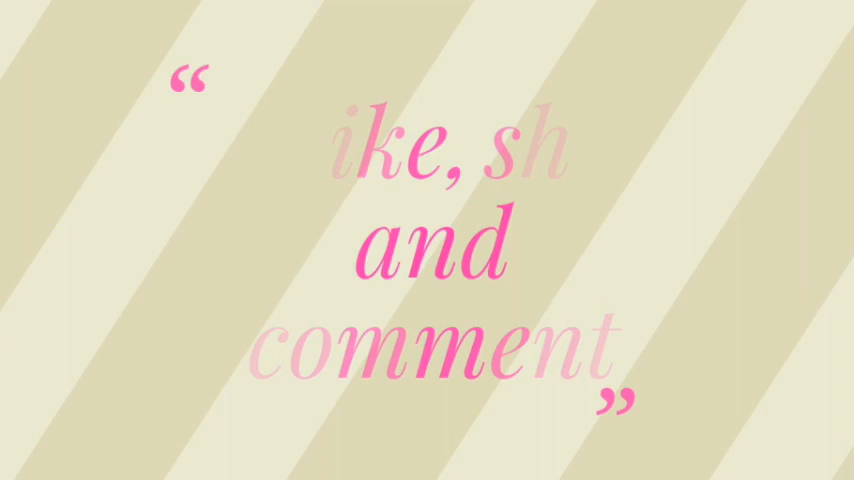 “
ike, sh
and
comment
”